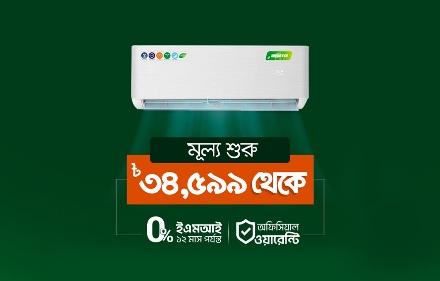 মূল্য শুরু
৳৩৪,৫৯৯ থেকে
0% ইএমআই
১২ মাস পর্যন্ত
অফিসিয়াল
ওয়ারেন্টি